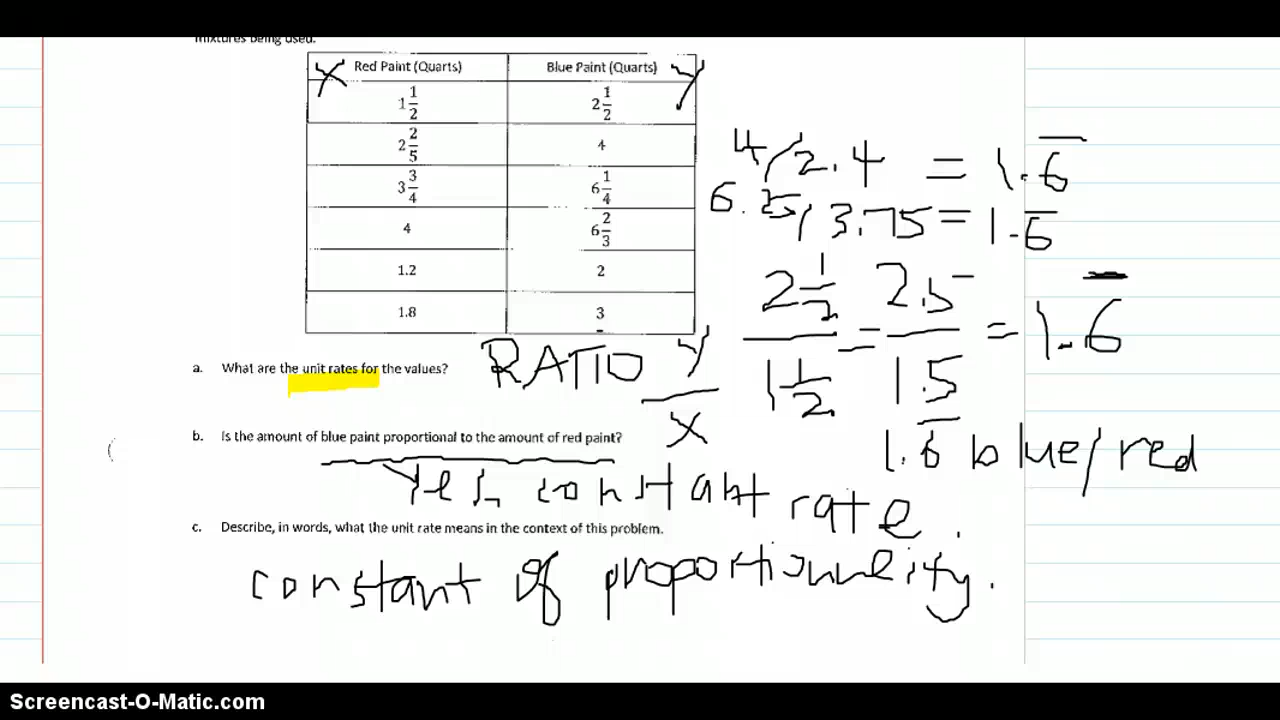 mixtures being used.
X Red Paint (Quarts) Blue Paint (Quarts) Y
1 1/2 2 1/2
2 2/5 4
3 3/4 6 1/4
4 6 2/3
1.2 2
1.8 3
4/2.4 = 1.6̅
6.25/3.75 = 1.6̅
2 1/2 / 1 1/2 = 2.5 / 1.5 = 1.6̅
a. What are the unit rates for the values?
RATIO y/x
b. Is the amount of blue paint proportional to the amount of red paint?
1.6̅ blue/red
Yes, constant rate.
c. Describe, in words, what the unit rate means in the context of this problem.
constant of proportionality.
Screencast-O-Matic.com